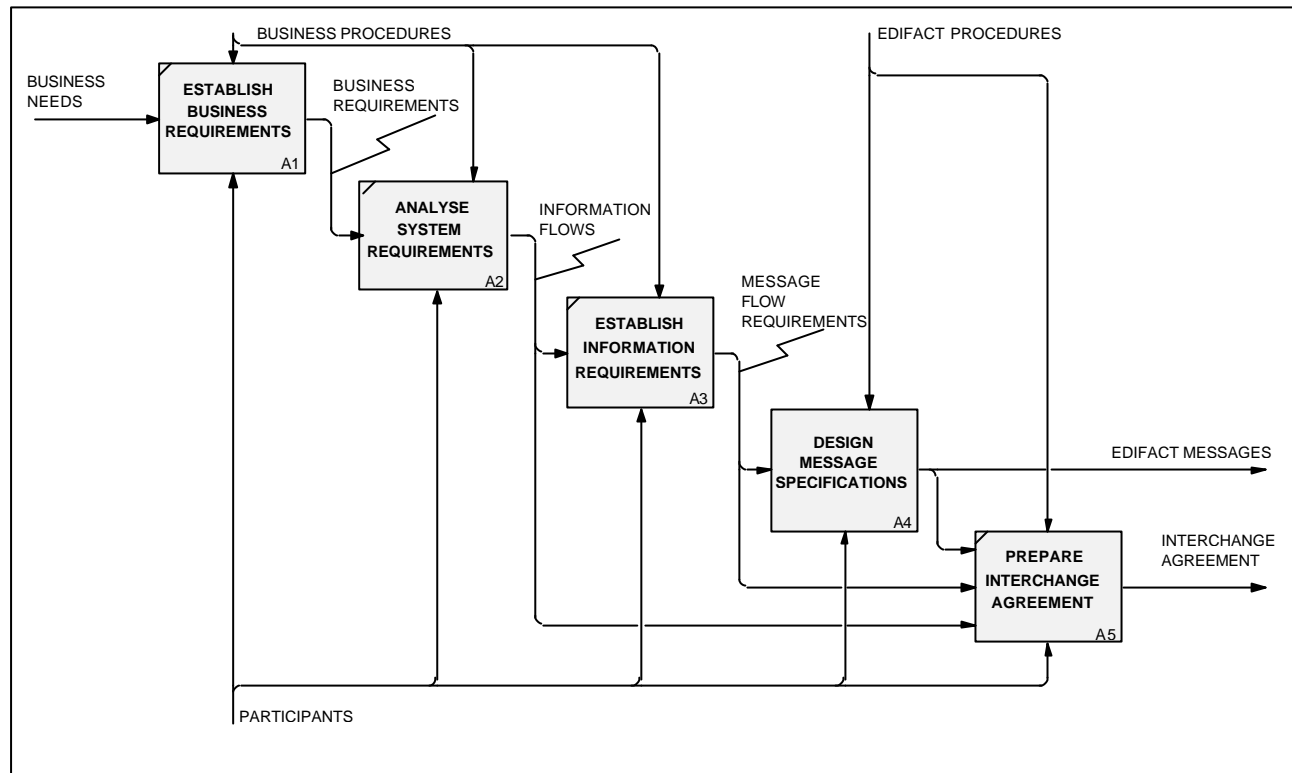 BUSINESS PROCEDURES
EDIFACT PROCEDURES
BUSINESS
NEEDS
ESTABLISH
BUSINESS
REQUIREMENTS
A1
BUSINESS
REQUIREMENTS
ANALYSE
SYSTEM
REQUIREMENTS
A2
INFORMATION
FLOWS
ESTABLISH
INFORMATION
REQUIREMENTS
A3
MESSAGE
FLOW
REQUIREMENTS
DESIGN
MESSAGE
SPECIFICATIONS
A4
EDIFACT MESSAGES
PREPARE
INTERCHANGE
AGREEMENT
A5
INTERCHANGE
AGREEMENT
PARTICIPANTS